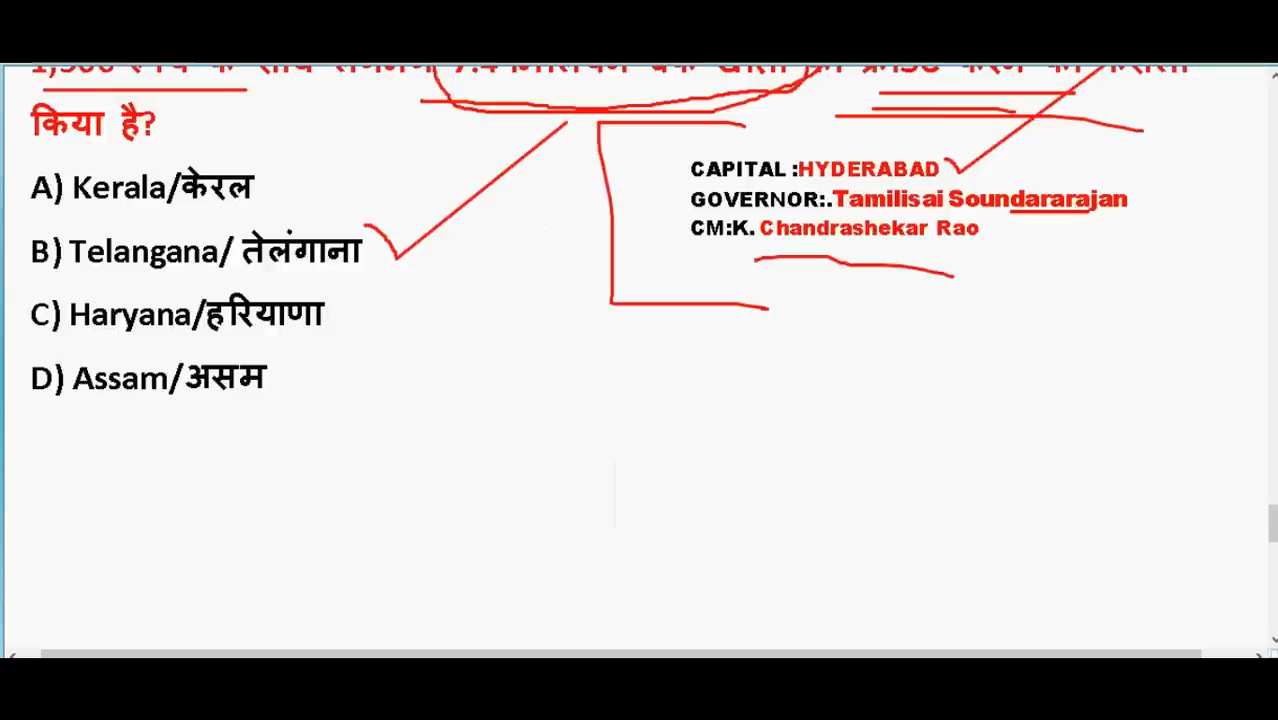 किया है?
A) Kerala/केरल
B) Telangana/ तेलंगाना
C) Haryana/हरियाणा
D) Assam/असम
CAPITAL :HYDERABAD
GOVERNOR:.Tamilisai Soundararajan
CM:K. Chandrashekar Rao